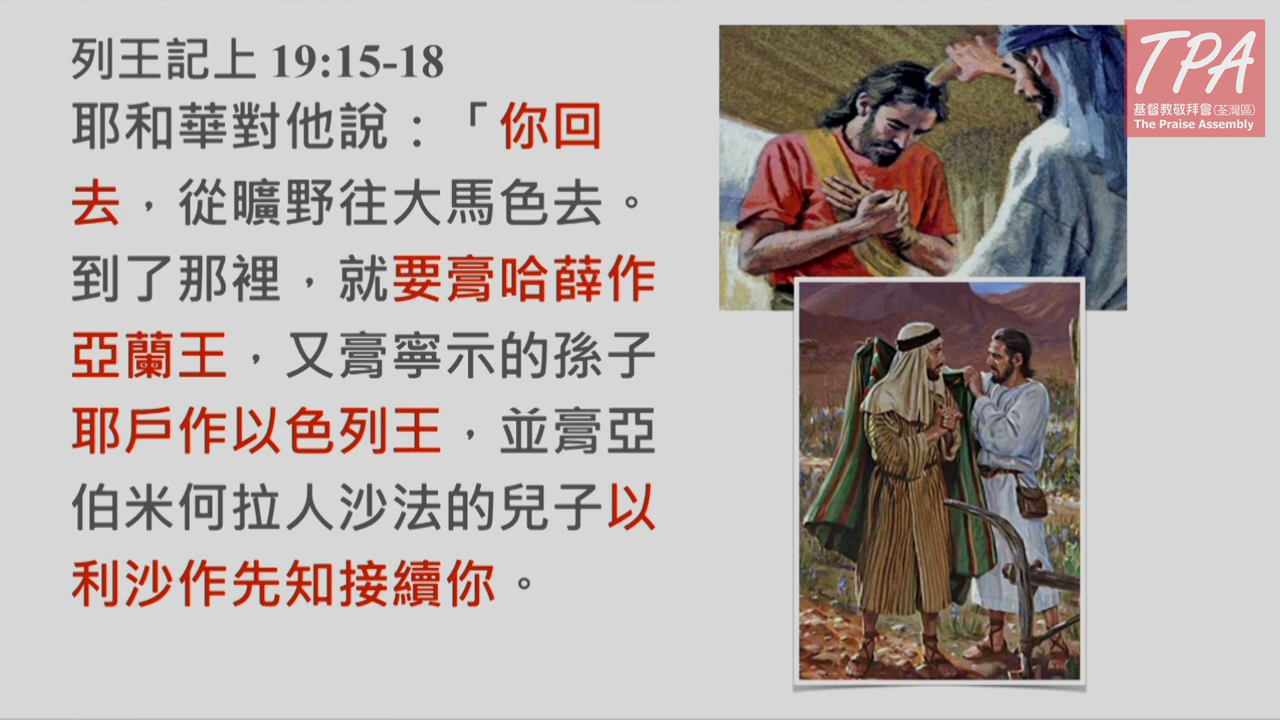 列王記上 19:15-18
耶和華對他說：「你回
去，從曠野往大馬色去。
到了那裡，就要膏哈薛作
亞蘭王，又膏寧示的孫子
耶戶作以色列王，並膏亞
伯米何拉人沙法的兒子以
利沙作先知接續你。
TPA
基督教敬拜會(荃灣區)
The Praise Assembly